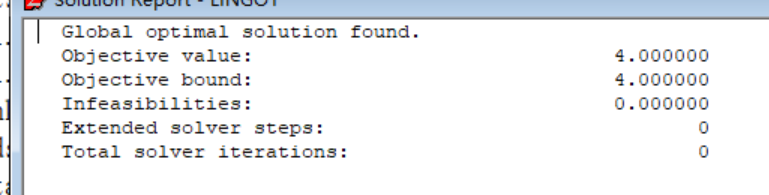 Solution Report - LINGO1
Global optimal solution found.
Objective value: 4.000000
Objective bound: 4.000000
Infeasibilities: 0.000000
Extended solver steps: 0
Total solver iterations: 0